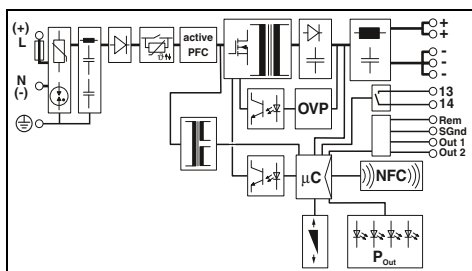 (+)
L
N
(-)
ϑ
active
PFC
OVP
µC
NFC
P Out
+
+
-
-
-
13
14
Rem
SGnd
Out 1
Out 2